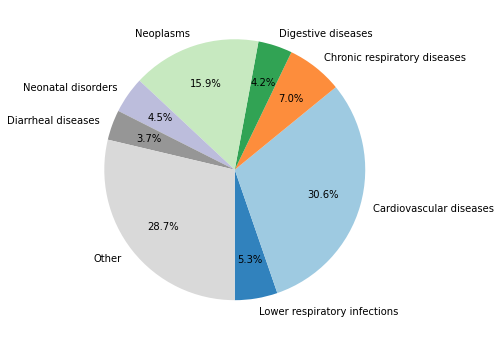 Neoplasms
Digestive diseases
Chronic respiratory diseases
15.9%
4.2%
7.0%
Neonatal disorders
4.5%
Diarrheal diseases
3.7%
30.6%
Cardiovascular diseases
28.7%
Other
5.3%
Lower respiratory infections